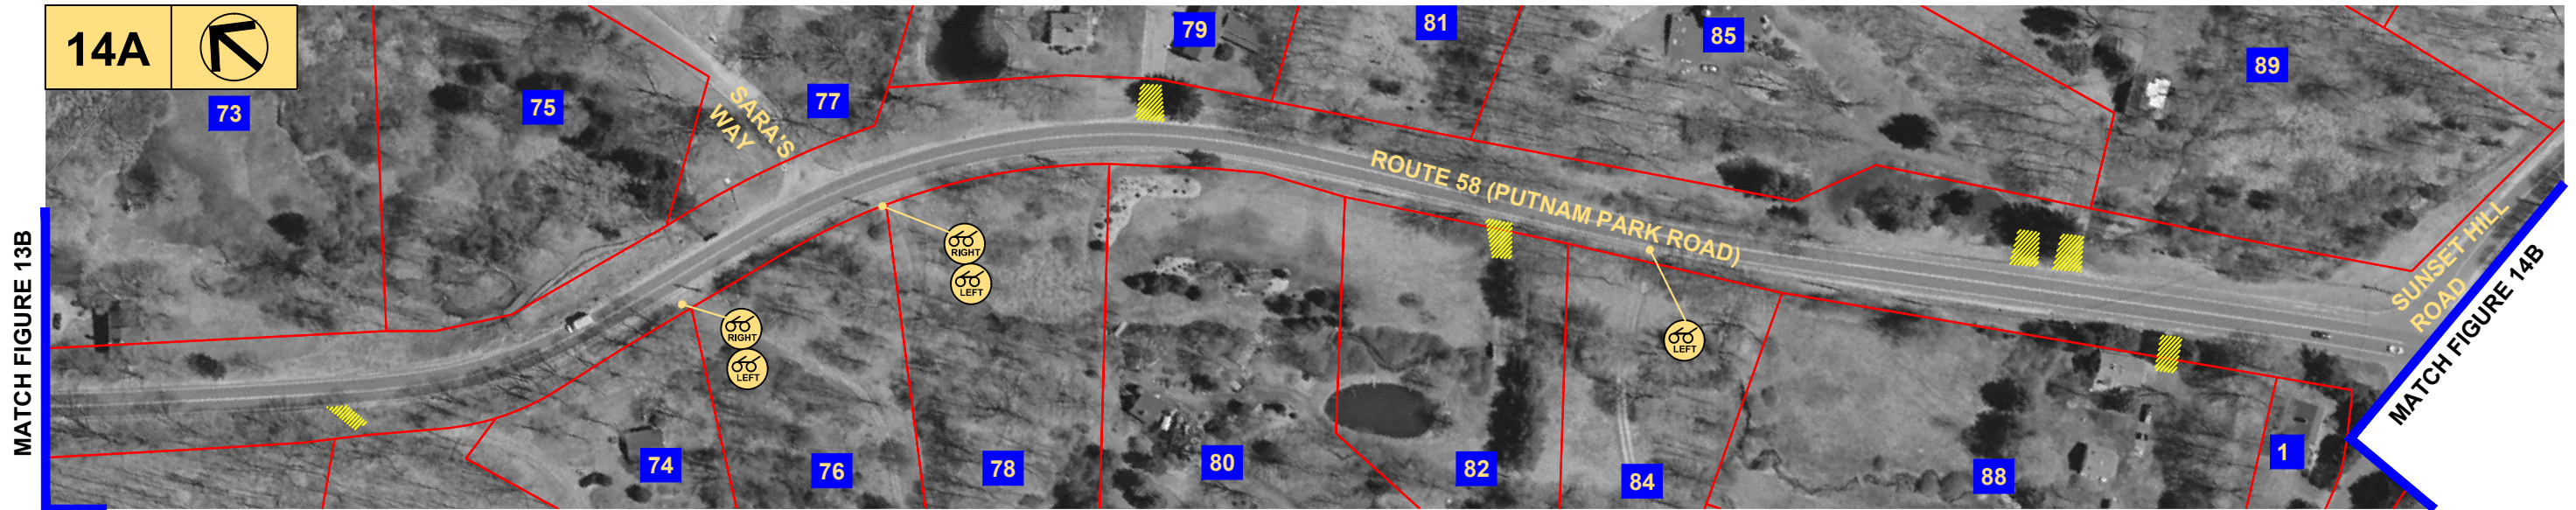 14A
73
75
SARA'S
WAY
77
79
81
85
89
ROUTE 58 (PUTNAM PARK ROAD)
SUNSET HILL
ROAD
MATCH FIGURE 13B
MATCH FIGURE 14B
RIGHT
LEFT
RIGHT
LEFT
LEFT
74
76
78
80
82
84
88
1